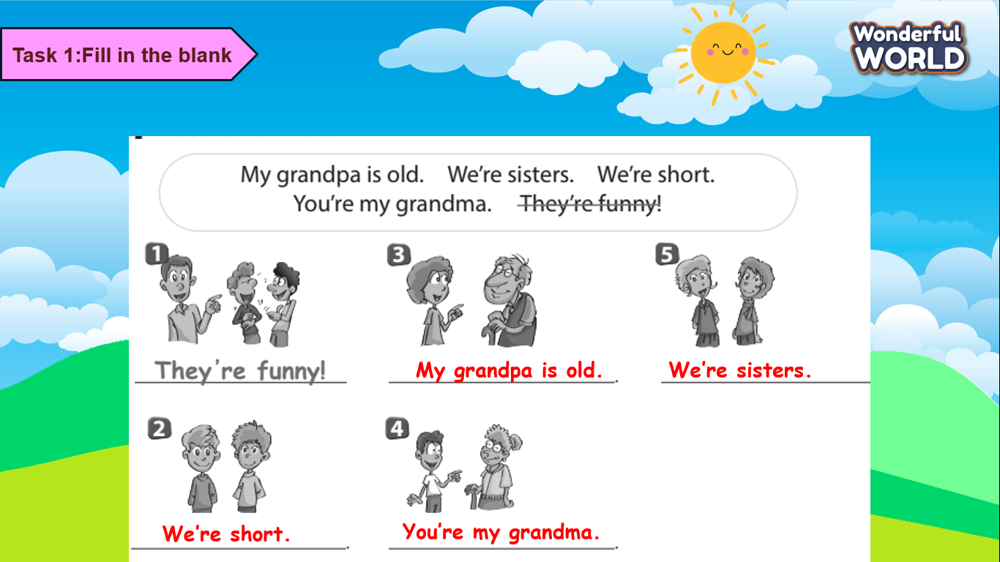 Task 1:Fill in the blank
Wonderful
WORLD
My grandpa is old. We're sisters. We're short.
You're my grandma. They're funny!
1
They're funny!
2
We're short.
3
My grandpa is old.
4
You're my grandma.
5
We're sisters.